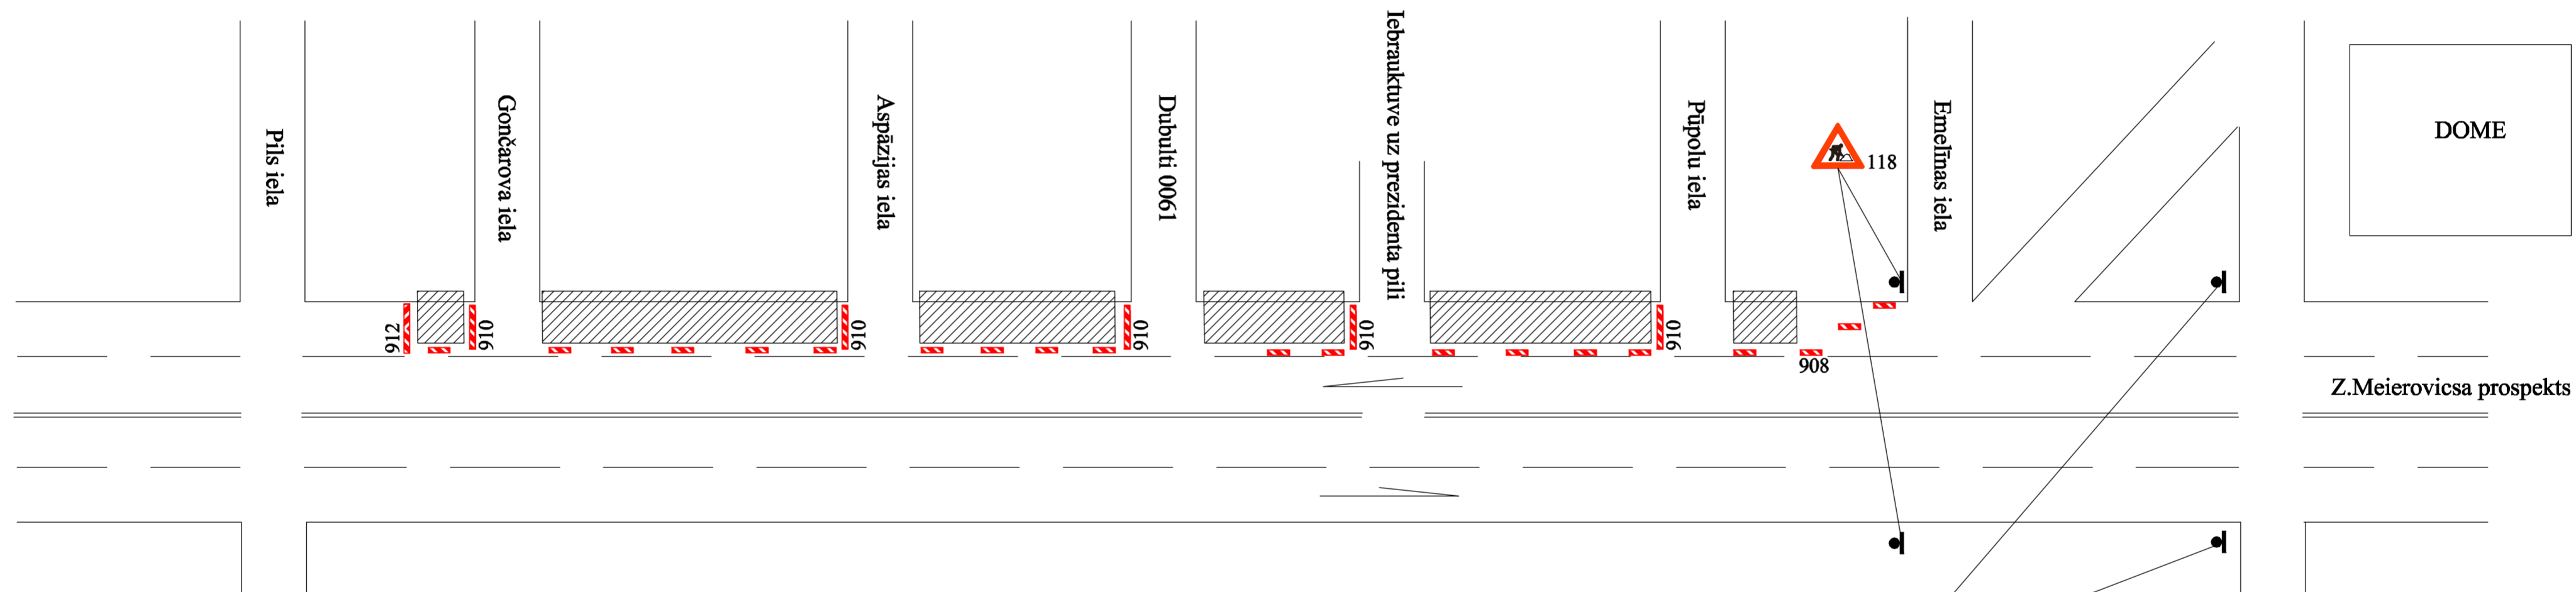 Pils iela
Gončarova iela
Aspāzijas iela
Dubulti 0061
Iebrauktuve uz prezidenta pili
Pūpolu iela
118
Emelīnas iela
DOME
912
910
910
910
910
910
908
Z.Meierovicsa prospekts